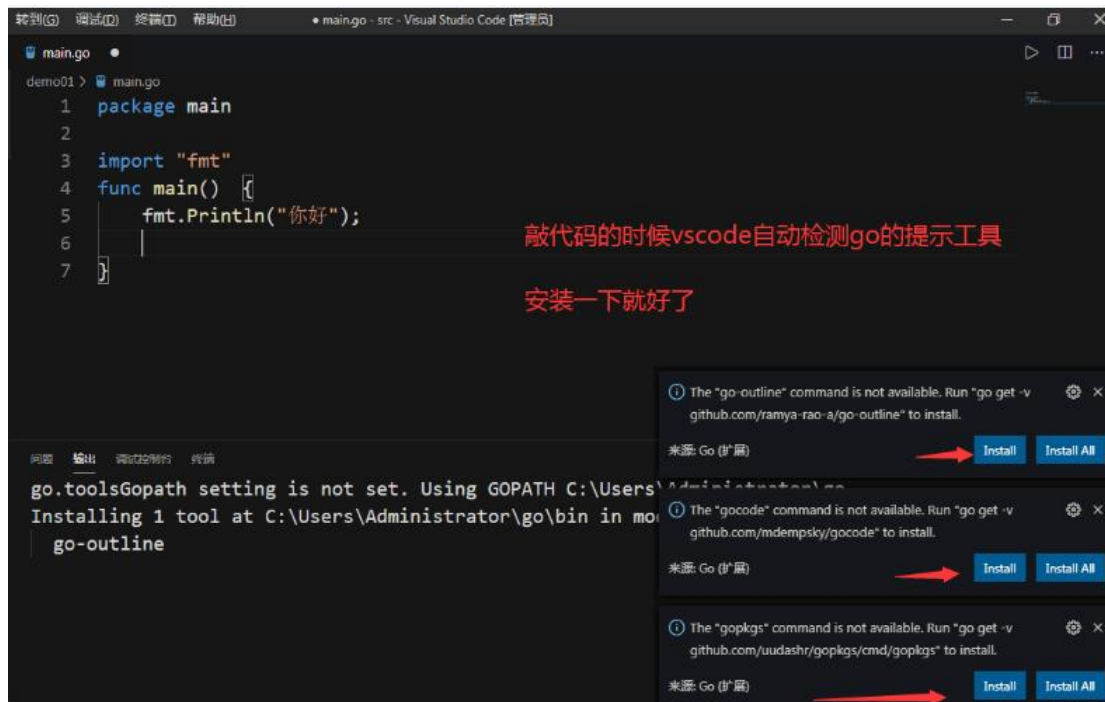 转到(G) 调试(D) 终端(T) 帮助(H) ● main.go - src - Visual Studio Code [管理员]
main.go ●
demo01 > main.go
1 package main
2
3 import "fmt"
4 func main() {
5 fmt.Println("你好");
6
7 }
敲代码的时候vscode自动检测go的提示工具
安装一下就好了
The "go-outline" command is not available. Run "go get -v
github.com/ramya-rao-a/go-outline" to install.
来源: Go (扩展) Install Install All
问题 输出 调试控制台 终端
go.toolsGopath setting is not set. Using GOPATH C:\Users\Administrator\go
Installing 1 tool at C:\Users\Administrator\go\bin in mo
go-outline
The "gocode" command is not available. Run "go get -v
github.com/mdempsky/gocode" to install.
来源: Go (扩展) Install Install All
The "gopkgs" command is not available. Run "go get -v
github.com/uudashr/gopkgs/cmd/gopkgs" to install.
来源: Go (扩展) Install Install All